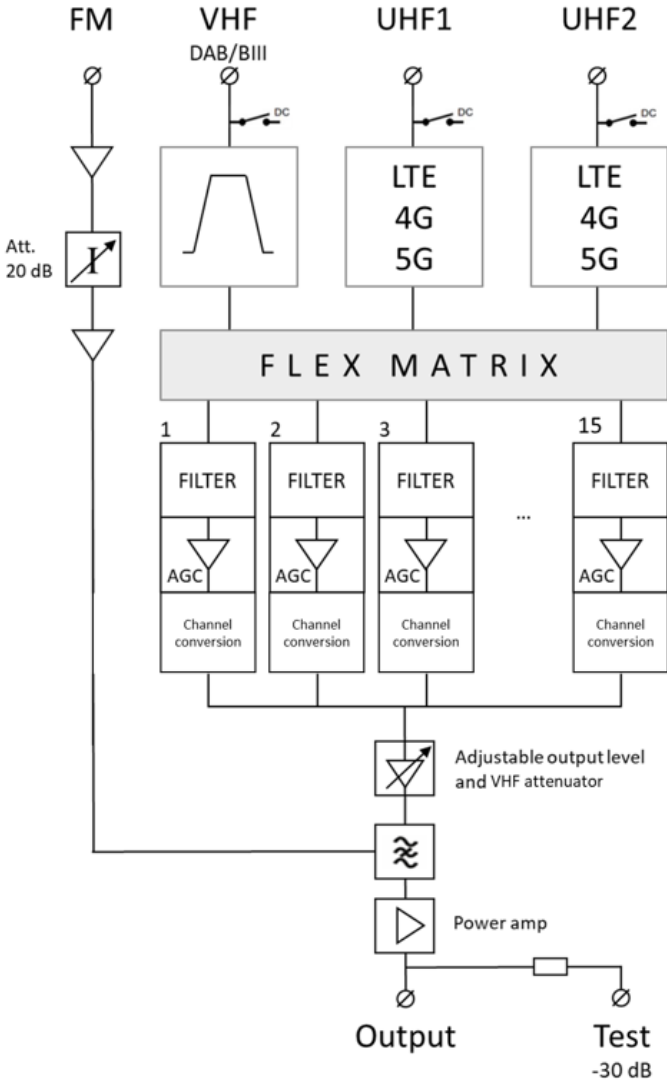 FM
VHF
DAB/BIII
UHF1
UHF2
DC
DC
DC
Att.
20 dB
I
LTE
4G
5G
LTE
4G
5G
FLEX MATRIX
1
2
3
15
FILTER
FILTER
FILTER
FILTER
...
AGC
AGC
AGC
AGC
Channel
conversion
Channel
conversion
Channel
conversion
Channel
conversion
Adjustable output level
and VHF attenuator
Power amp
Output
Test
-30 dB